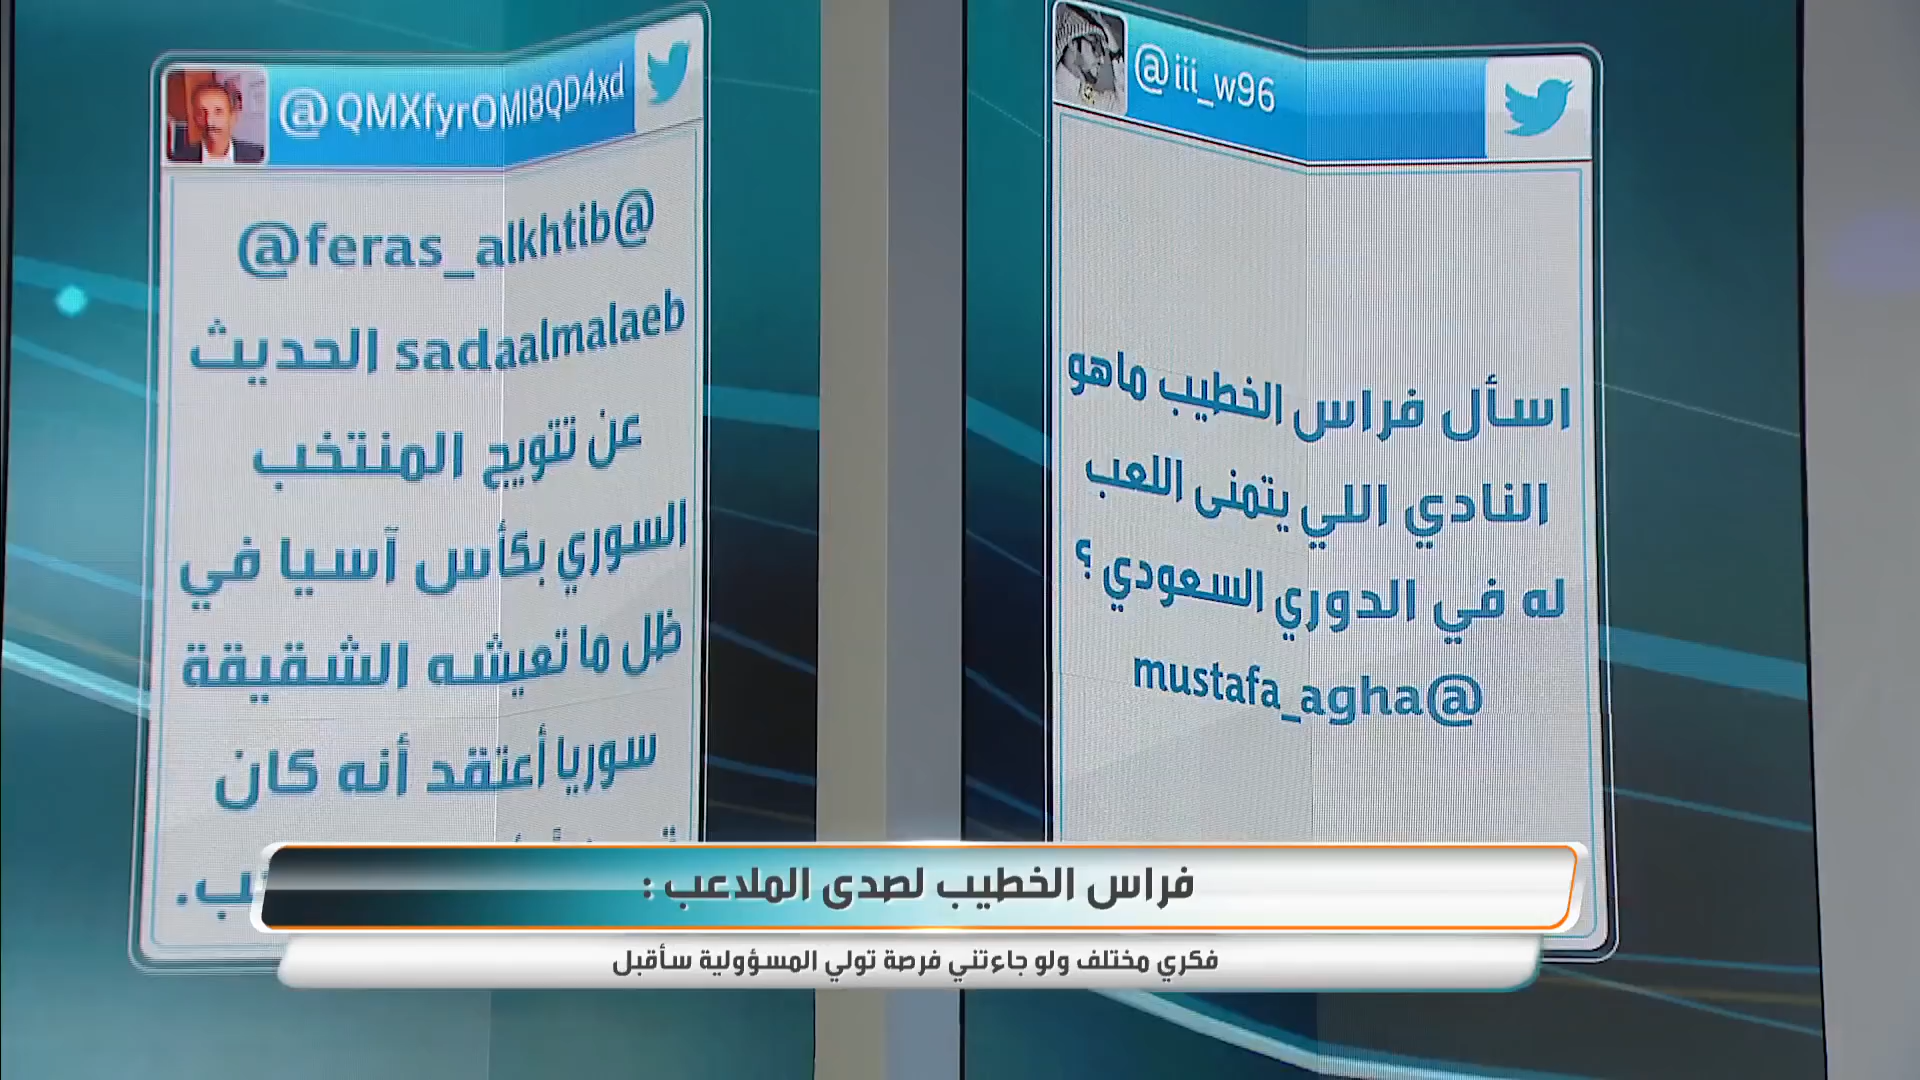 @QMXfyrOMI8QD4xd
@feras_alkhtib@
sadaalmalaeb الحديث
عن تتويج المنتخب
السوري بكأس آسيا في
ظل ما تعيشه الشقيقة
سوريا أعتقد أنه كان
@iii_w96
اسأل فراس الخطيب ماهو
النادي اللي يتمنى اللعب
له في الدوري السعودي ؟
mustafa_agha@
فراس الخطيب لصدى الملاعب :
فكري مختلف ولو جاءتني فرصة تولي المسؤولية سأقبل